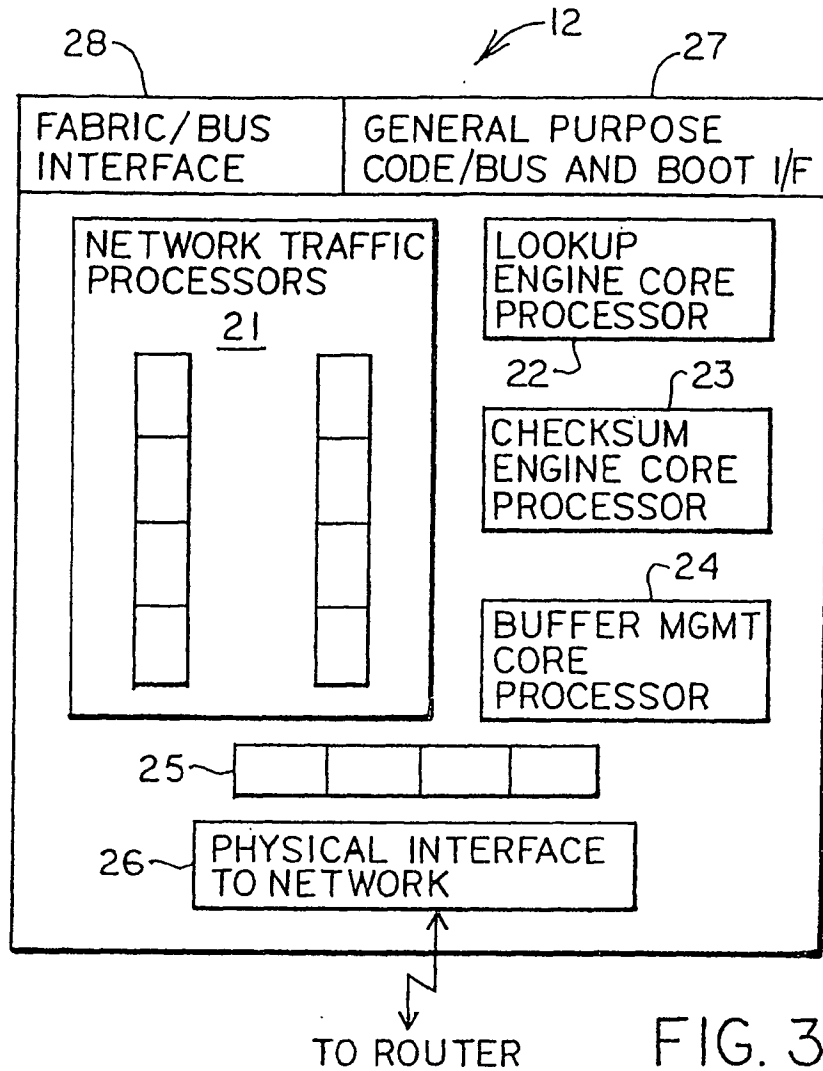 12
28
27
FABRIC/BUS
INTERFACE
GENERAL PURPOSE
CODE/BUS AND BOOT I/F
NETWORK TRAFFIC
PROCESSORS
21
LOOKUP
ENGINE CORE
PROCESSOR
22
23
CHECKSUM
ENGINE CORE
PROCESSOR
24
BUFFER MGMT
CORE
PROCESSOR
25
26
PHYSICAL INTERFACE
TO NETWORK
TO ROUTER
FIG. 3